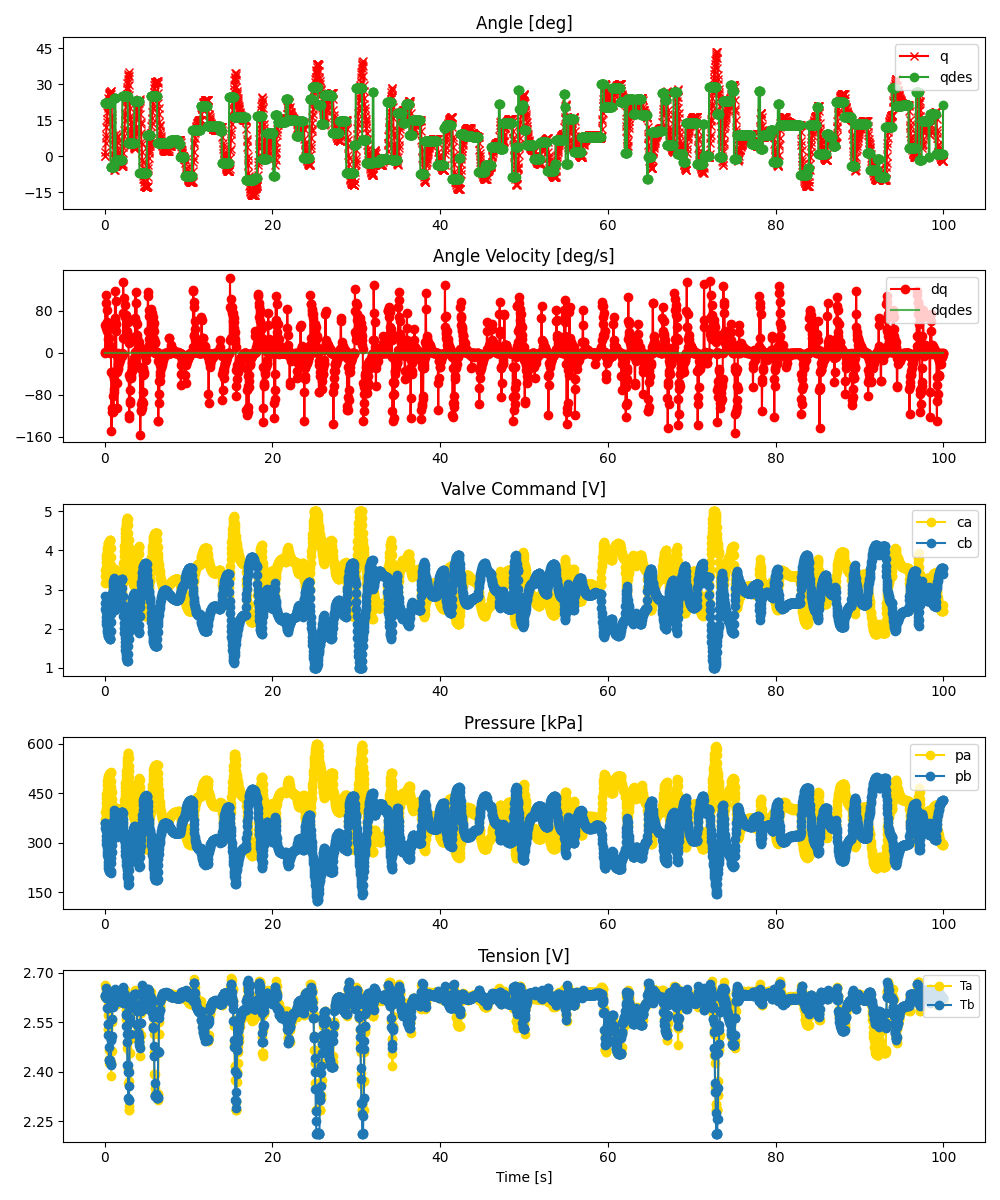 Angle [deg]
45
30
15
0
−15
q
qdes
0 20 40 60 80 100
Angle Velocity [deg/s]
80
0
−80
−160
dq
dqdes
0 20 40 60 80 100
Valve Command [V]
5
4
3
2
1
ca
cb
0 20 40 60 80 100
Pressure [kPa]
600
450
300
150
pa
pb
0 20 40 60 80 100
Tension [V]
2.70
2.55
2.40
2.25
Ta
Tb
0 20 40 60 80 100
Time [s]